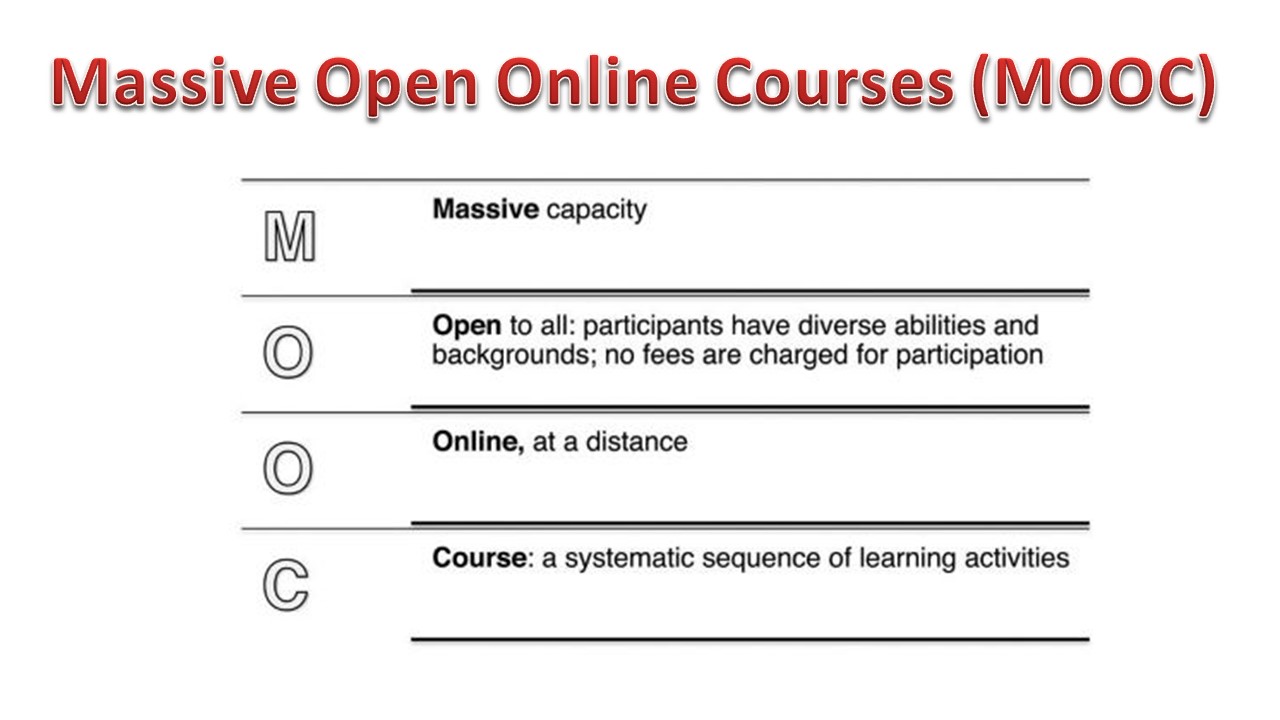 Massive Open Online Courses (MOOC)
M
Massive capacity
O
Open to all: participants have diverse abilities and
backgrounds; no fees are charged for participation
O
Online, at a distance
C
Course: a systematic sequence of learning activities